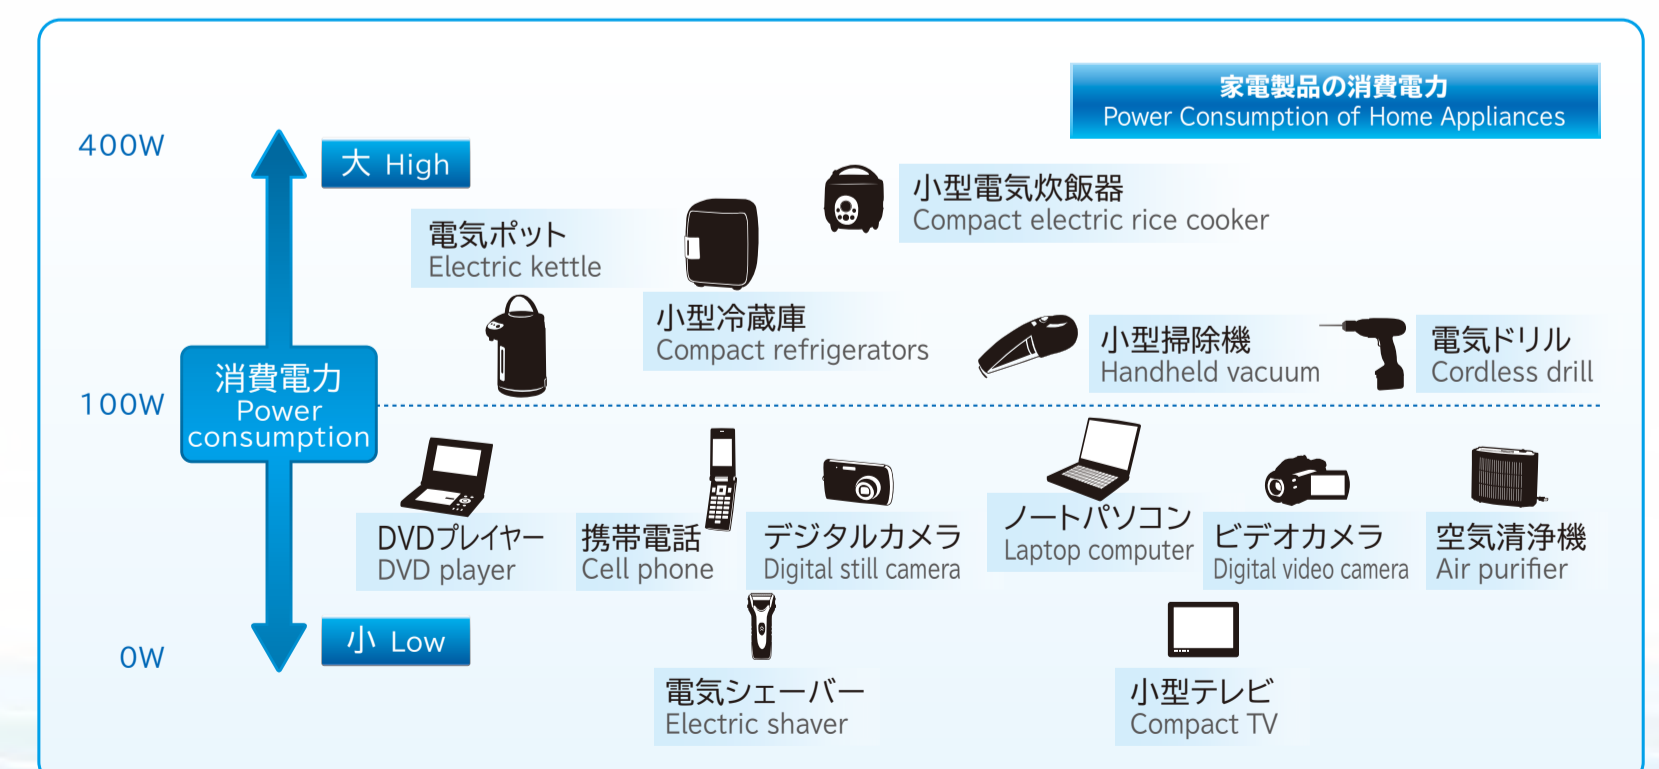 家電製品の消費電力
Power Consumption of Home Appliances
400W
大 High
小型電気炊飯器
Compact electric rice cooker
電気ポット
Electric kettle
小型冷蔵庫
Compact refrigerators
小型掃除機
Handheld vacuum
電気ドリル
Cordless drill
100W
消費電力
Power
consumption
DVDプレイヤー
DVD player
携帯電話
Cell phone
デジタルカメラ
Digital still camera
ノートパソコン
Laptop computer
ビデオカメラ
Digital video camera
空気清浄機
Air purifier
0W
小 Low
電気シェーバー
Electric shaver
小型テレビ
Compact TV